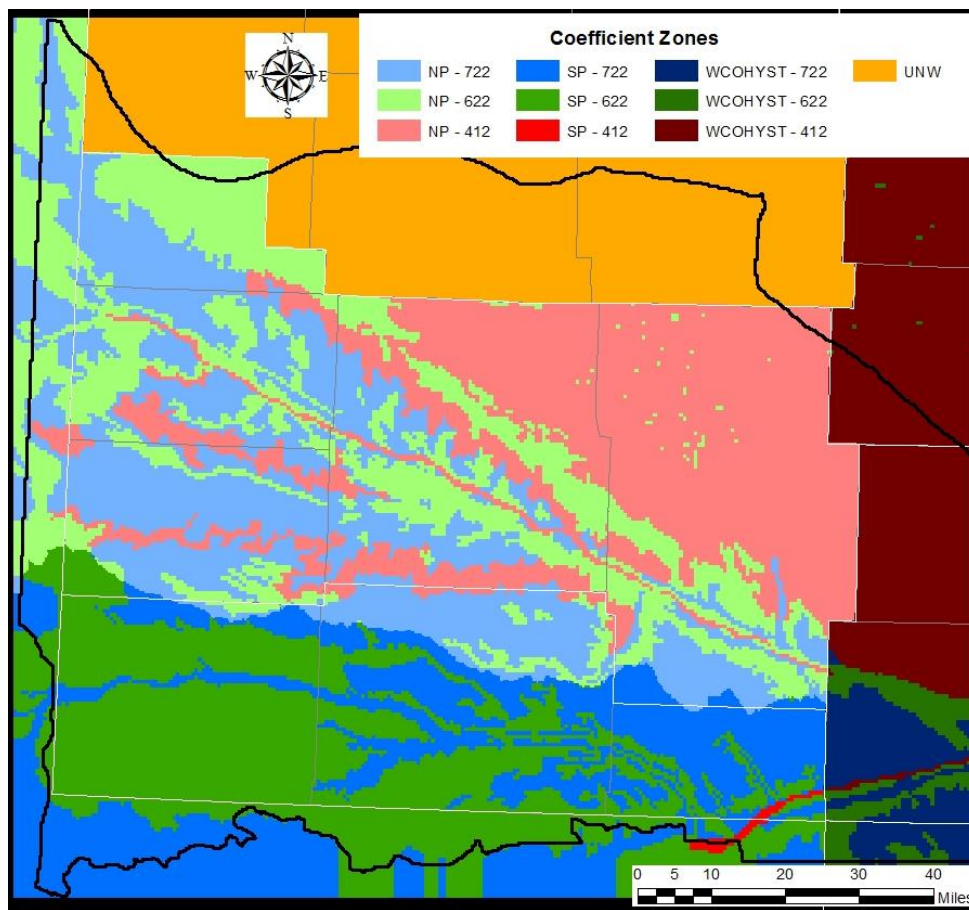 Coefficient Zones
N
W E
S
NP - 722 SP - 722 WCOHYST - 722 UNW
NP - 622 SP - 622 WCOHYST - 622
NP - 412 SP - 412 WCOHYST - 412
0 5 10 20 30 40
Miles